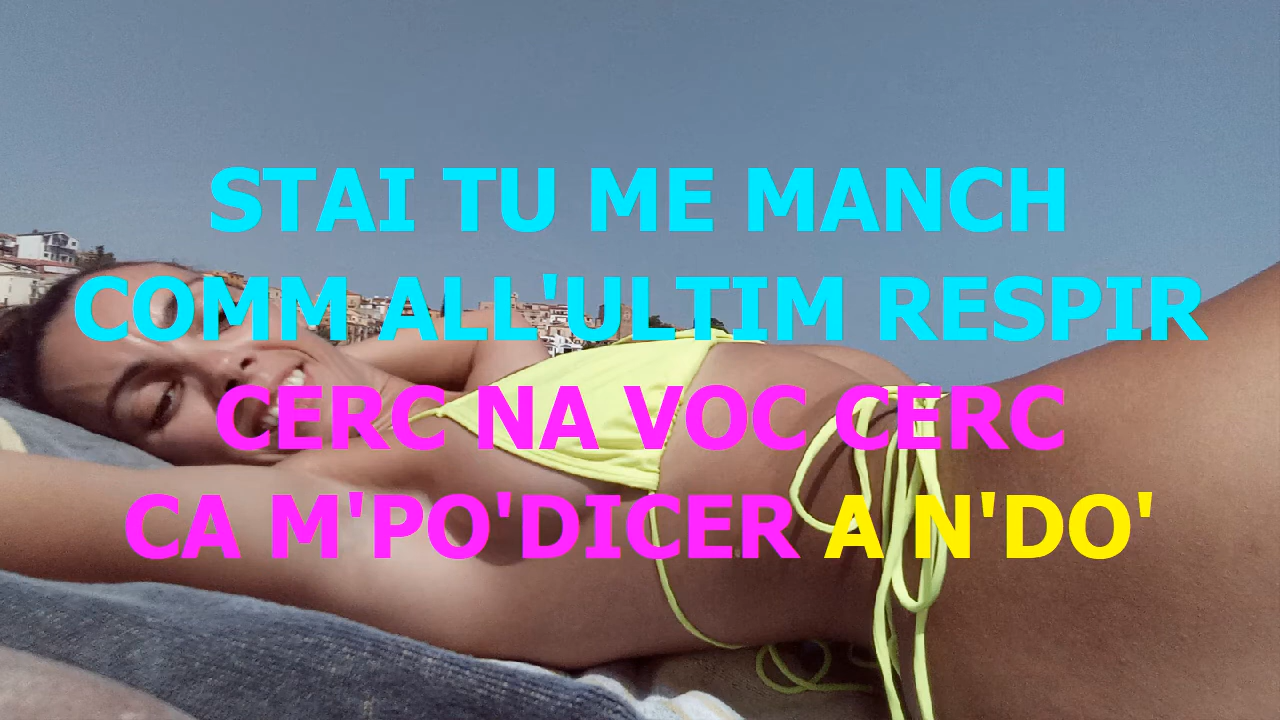 STAI TU ME MANCH
COMM ALL'ULTIM RESPIR
CERC NA VOC CERC
CA M'PO'DICER A N'DO'